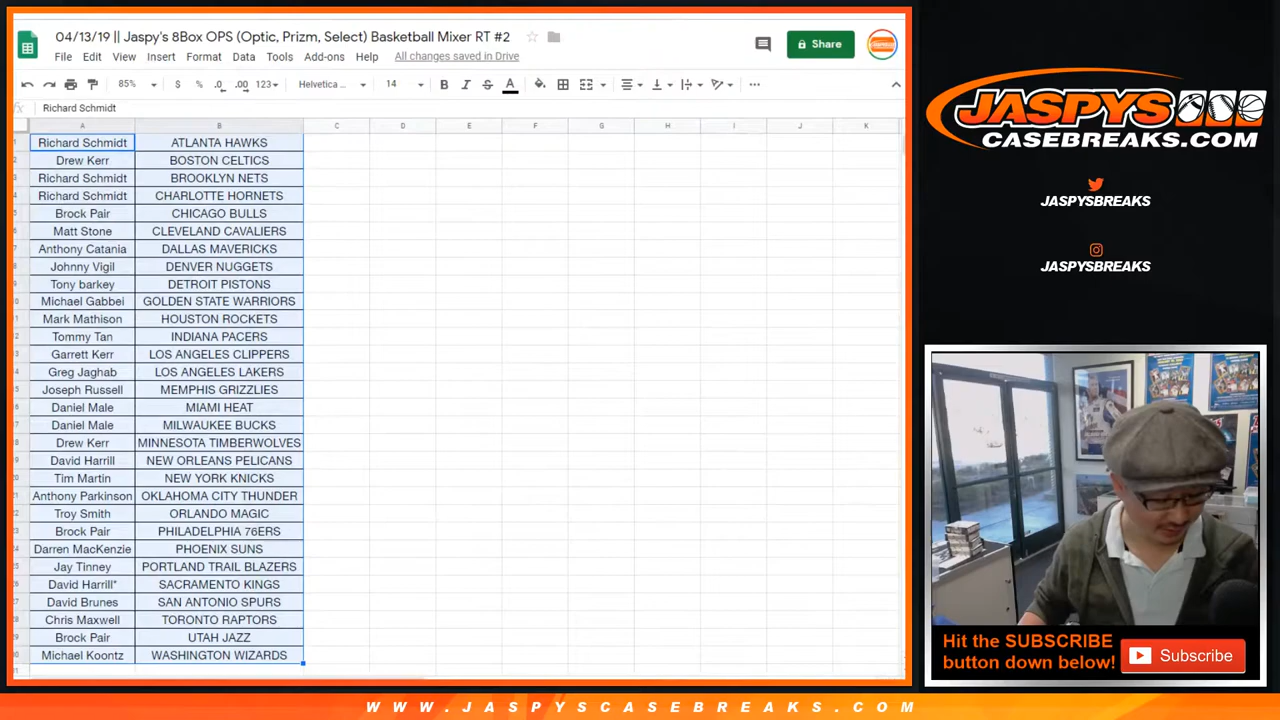 04/13/19 || Jaspy's 8Box OPS (Optic, Prizm, Select) Basketball Mixer RT #2
File Edit View Insert Format Data Tools Add-ons Help All changes saved in Drive
Share
85% $ % .0 .00 123 Helvetica ... 14 B I S A
fx Richard Schmidt
A B C D E F G H I J K
Richard Schmidt ATLANTA HAWKS
Drew Kerr BOSTON CELTICS
Richard Schmidt BROOKLYN NETS
Richard Schmidt CHARLOTTE HORNETS
Brock Pair CHICAGO BULLS
Matt Stone CLEVELAND CAVALIERS
Anthony Catania DALLAS MAVERICKS
Johnny Vigil DENVER NUGGETS
Tony barkey DETROIT PISTONS
Michael Gabbei GOLDEN STATE WARRIORS
Mark Mathison HOUSTON ROCKETS
Tommy Tan INDIANA PACERS
Garrett Kerr LOS ANGELES CLIPPERS
Greg Jaghab LOS ANGELES LAKERS
Joseph Russell MEMPHIS GRIZZLIES
Daniel Male MIAMI HEAT
Daniel Male MILWAUKEE BUCKS
Drew Kerr MINNESOTA TIMBERWOLVES
David Harrill NEW ORLEANS PELICANS
Tim Martin NEW YORK KNICKS
Anthony Parkinson OKLAHOMA CITY THUNDER
Troy Smith ORLANDO MAGIC
Brock Pair PHILADELPHIA 76ERS
Darren MacKenzie PHOENIX SUNS
Jay Tinney PORTLAND TRAIL BLAZERS
David Harrill* SACRAMENTO KINGS
David Brunes SAN ANTONIO SPURS
Chris Maxwell TORONTO RAPTORS
Brock Pair UTAH JAZZ
Michael Koontz WASHINGTON WIZARDS
JASPYS
CASEBREAKS.COM
JASPYSBREAKS
JASPYSBREAKS
Hit the SUBSCRIBE
button down below!
Subscribe
WWW.JASPYSCASEBREAKS.COM